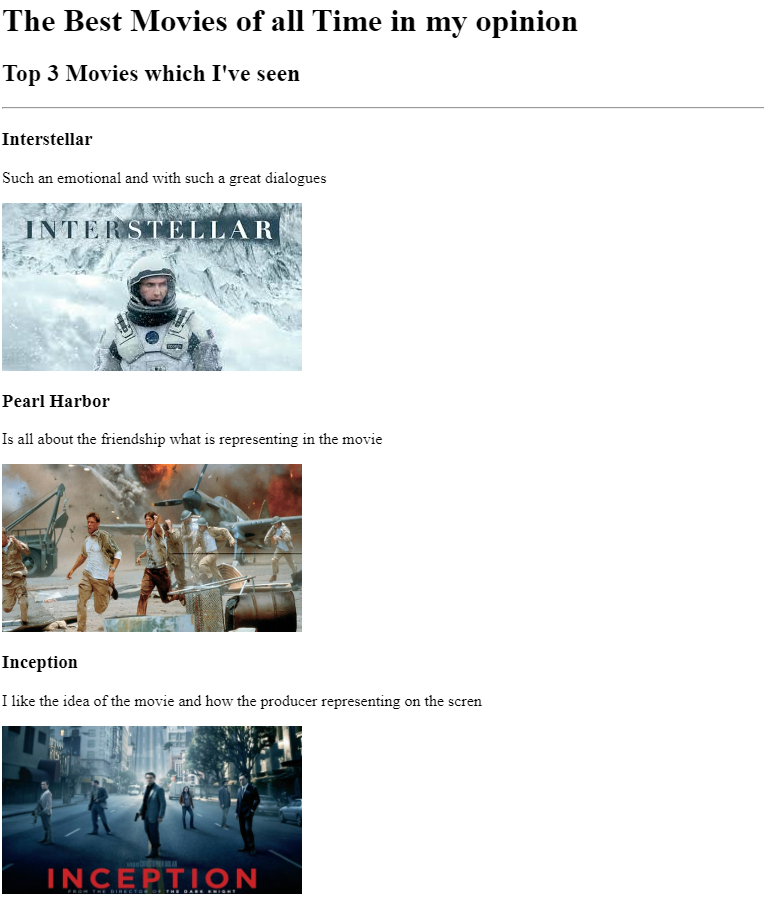 The Best Movies of all Time in my opinion
Top 3 Movies which I've seen
Interstellar
Such an emotional and with such a great dialogues
INTERSTELLAR
Pearl Harbor
Is all about the friendship what is representing in the movie
Inception
I like the idea of the movie and how the producer representing on the scren
INCEPTION
FROM THE DIRECTOR OF THE DARK KNIGHT